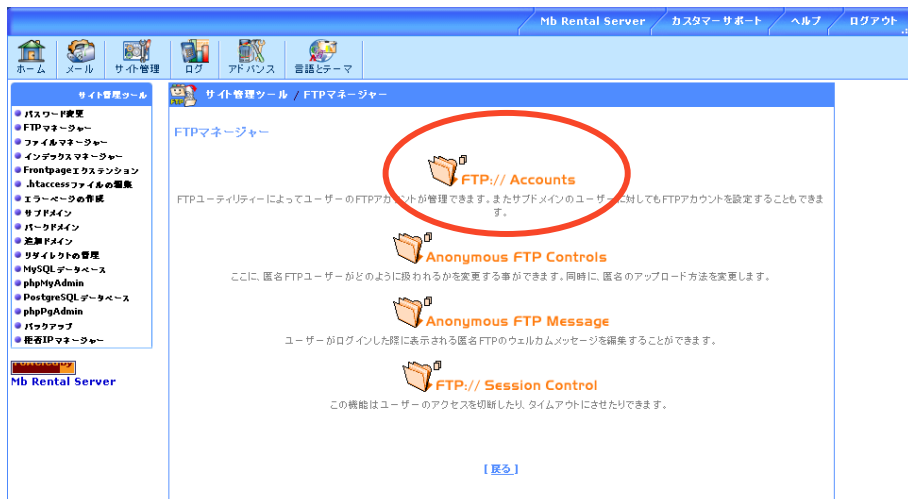 Mb Rental Server カスタマーサポート ヘルプ ログアウト
ホーム メール サイト管理 ログ アドバンス 言語とテーマ
サイト管理ツール
パスワード変更
FTPマネージャー
ファイルマネージャー
インデックスマネージャー
Frontpageエクステンション
.htaccessファイルの編集
エラーページの作成
サブドメイン
パークドメイン
追加ドメイン
リダイレクトの管理
MySQLデータベース
phpMyAdmin
PostgreSQLデータベース
phpPgAdmin
バックアップ
拒否IPマネージャー
Mb Rental Server
サイト管理ツール / FTPマネージャー
FTPマネージャー
FTP:// Accounts
FTPユーティリティーによってユーザーのFTPアカウントが管理できます。またサブドメインのユーザーに対してもFTPアカウントを設定することもできま
す。
Anonymous FTP Controls
ここに、匿名FTPユーザーがどのように扱われるかを変更する事ができます。同時に、匿名のアップロード方法を変更します。
Anonymous FTP Message
ユーザーがログインした際に表示される匿名FTPのウェルカムメッセージを編集することができます。
FTP:// Session Control
この機能はユーザーのアクセスを切断したり、タイムアウトにさせたりできます。
[ 戻る ]